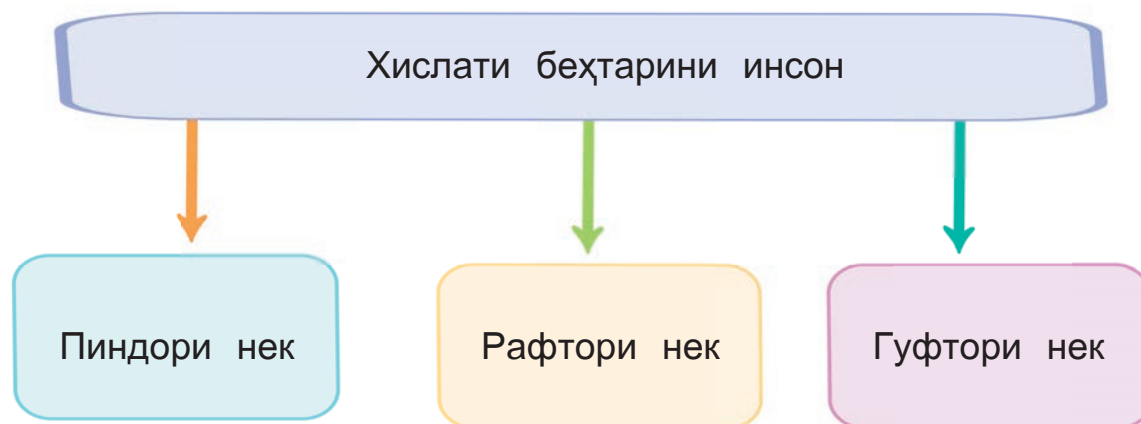 Хислати беҳтарини инсон
Пиндори нек
Рафтори нек
Гуфтори нек